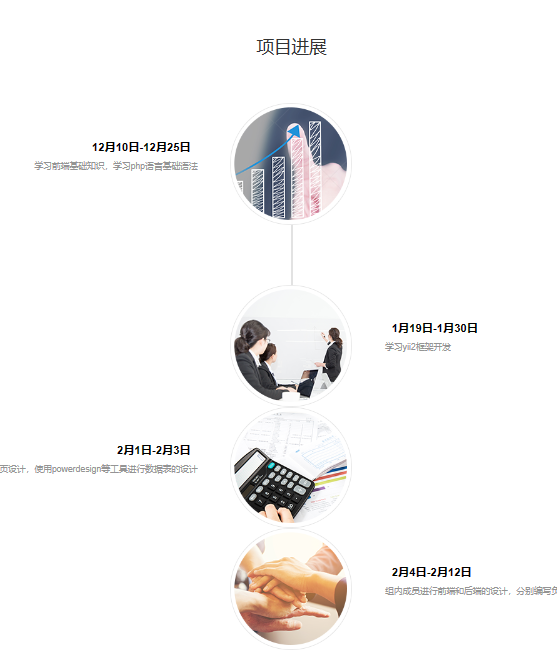 项目进展
12月10日-12月25日
学习前端基础知识，学习php语言基础语法
1月19日-1月30日
学习yii2框架开发
2月1日-2月3日
页设计，使用powerdesign等工具进行数据表的设计
2月4日-2月12日
组内成员进行前端和后端的设计，分别编写负